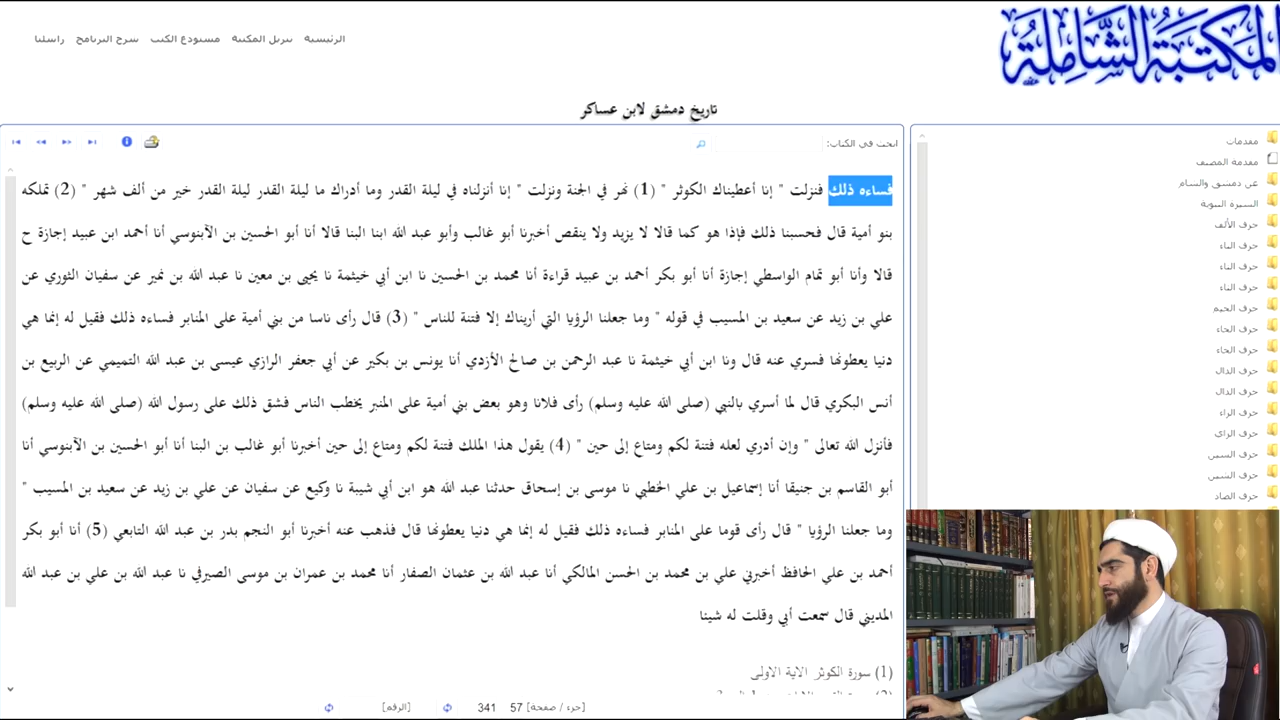 المكتبة الشاملة
الرئيسية تنزيل المكتبة مستودع الكتب شرح البرنامج راسلنا
تاريخ دمشق لابن عساكر
ابحث في الكتاب:
فساءه ذلك فنزلت " إنا أعطيناك الكوثر " (1) نهر في الجنة ونزلت " إنا أنزلناه في ليلة القدر وما أدراك ما ليلة القدر ليلة القدر خير من ألف شهر " (2) تملكه
بنو أمية قال فحسبنا ذلك فإذا هو كما قالا لا يزيد ولا ينقص أخبرنا أبو غالب وأبو عبد الله ابنا البنا قالا أنا أبو الحسين بن الآبنوسي أنا أحمد ابن عبيد إجازة ح
قالا وأنا أبو تمام الواسطي إجازة أنا أبو بكر أحمد بن عبيد قراءة أنا محمد بن الحسين نا ابن أبي خيثمة نا يحيى بن معين نا عبد الله بن نمير عن سفيان الثوري عن
علي بن زيد عن سعيد بن المسيب في قوله " وما جعلنا الرؤيا التي أريناك إلا فتنة للناس " (3) قال رأى ناسا من بني أمية على المنابر فساءه ذلك فقيل له إنما هي
دنيا يعطونها فسري عنه قال ونا ابن أبي خيثمة نا عبد الرحمن بن صالح الأزدي أنا يونس بن بكير عن أبي جعفر الرازي عيسى بن عبد الله التميمي عن الربيع بن
أنس البكري قال لما أسري بالنبي (صلى الله عليه وسلم) رأى فلانا وهو بعض بني أمية على المنبر يخطب الناس فشق ذلك على رسول الله (صلى الله عليه وسلم)
فأنزل الله تعالى " وإن أدري لعله فتنة لكم ومتاع إلى حين " (4) يقول هذا الملك فتنة لكم ومتاع إلى حين أخبرنا أبو غالب بن البنا أنا أبو الحسين بن الآبنوسي أنا
أبو القاسم بن جنيقا أنا إسماعيل بن علي الخطبي نا موسى بن إسحاق حدثنا عبد الله هو ابن أبي شيبة نا وكيع عن سفيان عن علي بن زيد عن سعيد بن المسيب "
وما جعلنا الرؤيا " قال رأى قوما على المنابر فساءه ذلك فقيل له إنما هي دنيا يعطونها قال فذهب عنه أخبرنا أبو النجم بدر بن عبد الله التابعي (5) أنا أبو بكر
أحمد بن علي الحافظ أخبرني علي بن محمد بن الحسن المالكي أنا عبد الله بن عثمان الصفار أنا محمد بن عمران بن موسى الصيرفي نا عبد الله بن علي بن عبد الله
المديني قال سمعت أبي وقلت له شيئا
(1) سورة الكوثر الاية الاولى
[جزء / صفحة] 57 341 [الرقم]
مقدمات
مقدمة المصنف
عن دمشق والشام
السيرة النبوية
حرف الألف
حرف الباء
حرف التاء
حرف الثاء
حرف الجيم
حرف الحاء
حرف الخاء
حرف الدال
حرف الذال
حرف الراء
حرف الزاي
حرف السين
حرف الشين
حرف الصاد